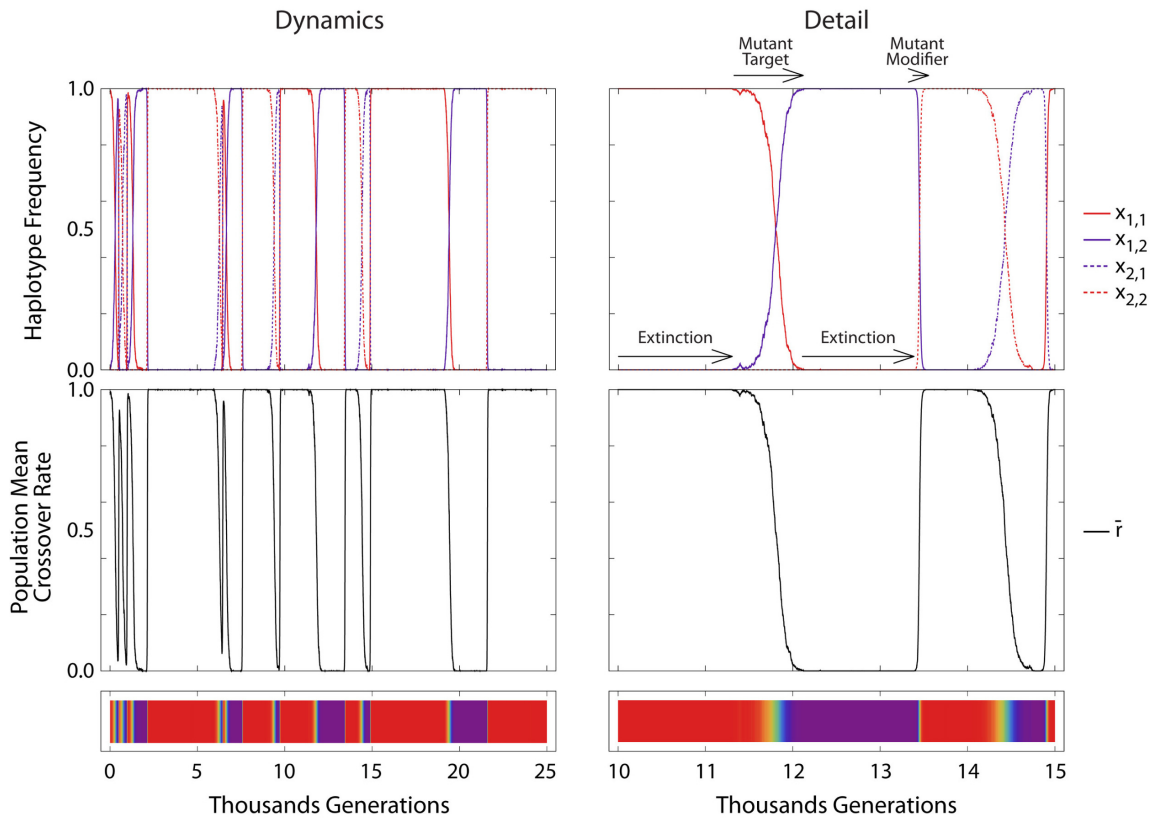 Dynamics
Detail
Mutant
Target
Mutant
Modifier
1.0
0.5
0.0
Haplotype Frequency
Extinction
Extinction
x1,1
x1,2
x2,1
x2,2
1.0
0.5
0.0
Population Mean
Crossover Rate
r̄
0 5 10 15 20 25
10 11 12 13 14 15
Thousands Generations
Thousands Generations